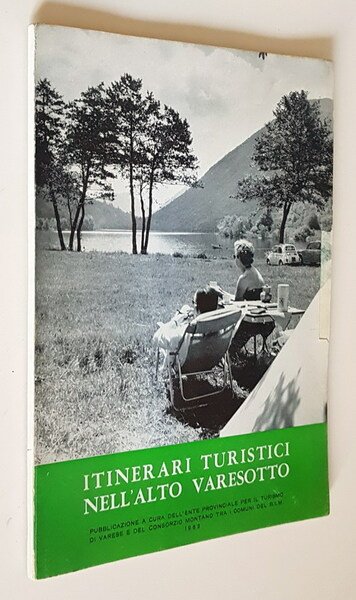 ITINERARI TURISTICI
NELL'ALTO VARESOTTO
PUBBLICAZIONE A CURA DELL'ENTE PROVINCIALE PER IL TURISMO
DI VARESE E DEL CONSORZIO MONTANO TRA I COMUNI DEL B.I.M.